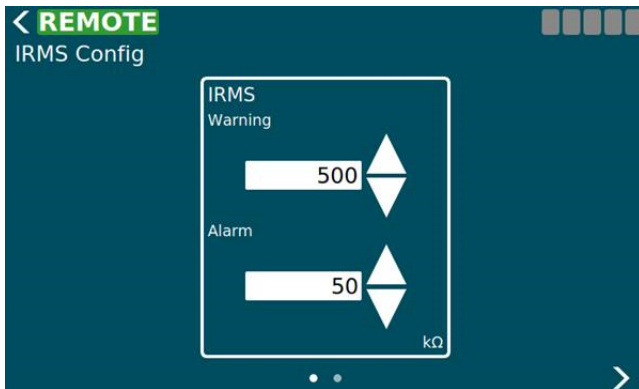 REMOTE
IRMS Config
IRMS
Warning
500
Alarm
50
kΩ